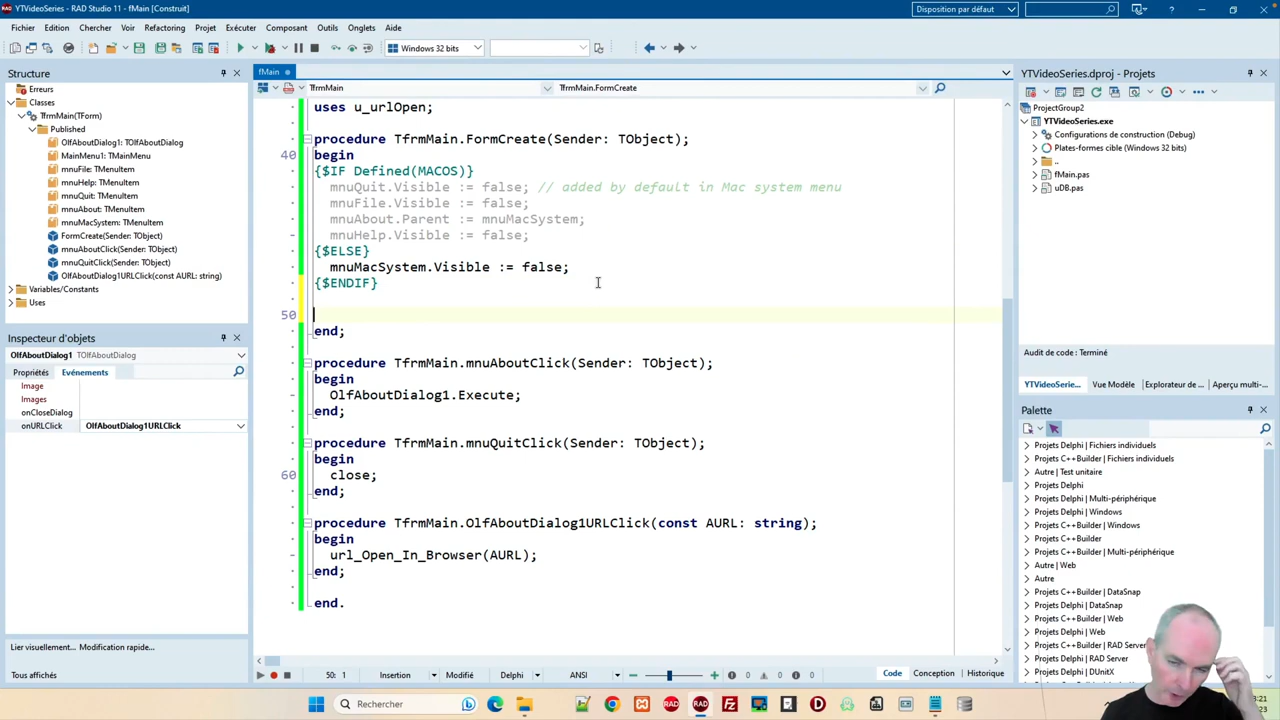 YTVideoSeries - RAD Studio 11 - fMain [Construit]
Disposition par défaut
Fichier Edition Chercher Voir Refactoring Projet Exécuter Composant Outils Onglets Aide
Windows 32 bits
Structure
Erreurs
Classes
TfrmMain(TForm)
Published
OlfAboutDialog1: TOlfAboutDialog
MainMenu1: TMainMenu
mnuFile: TMenuItem
mnuHelp: TMenuItem
mnuQuit: TMenuItem
mnuAbout: TMenuItem
mnuMacSystem: TMenuItem
FormCreate(Sender: TObject)
mnuAboutClick(Sender: TObject)
mnuQuitClick(Sender: TObject)
OlfAboutDialog1URLClick(const AURL: string)
Variables/Constants
Uses
Inspecteur d'objets
OlfAboutDialog1 TOlfAboutDialog
Propriétés Evénements
Image
Images
onCloseDialog
onURLClick OlfAboutDialog1URLClick
Lier visuellement... Modification rapide...
Tous affichés
fMain
TfrmMain TfrmMain.FormCreate
uses u_urlOpen;
procedure TfrmMain.FormCreate(Sender: TObject);
40 begin
{$IF Defined(MACOS)}
mnuQuit.Visible := false; // added by default in Mac system menu
mnuFile.Visible := false;
mnuAbout.Parent := mnuMacSystem;
mnuHelp.Visible := false;
{$ELSE}
mnuMacSystem.Visible := false;
{$ENDIF}
50
end;
procedure TfrmMain.mnuAboutClick(Sender: TObject);
begin
OlfAboutDialog1.Execute;
end;
procedure TfrmMain.mnuQuitClick(Sender: TObject);
begin
60 close;
end;
procedure TfrmMain.OlfAboutDialog1URLClick(const AURL: string);
begin
url_Open_In_Browser(AURL);
end;
end.
50: 1 Insertion Modifié Delphi ANSI 0 0 0 Code Conception Historique
YTVideoSeries.dproj - Projets
ProjectGroup2
YTVideoSeries.exe
Configurations de construction (Debug)
Plates-formes cible (Windows 32 bits)
..
fMain.pas
uDB.pas
Audit de code : Terminé
YTVideoSerie... Vue Modèle Explorateur de ... Aperçu multi-...
Palette
Projets Delphi | Fichiers individuels
Projets C++Builder | Fichiers individuels
Autre | Test unitaire
Projets Delphi
Projets Delphi | Multi-périphérique
Projets Delphi | Windows
Projets C++Builder | Windows
Projets C++Builder
Projets C++Builder | Multi-périphérique
Autre | Web
Autre
Projets C++Builder | DataSnap
Projets Delphi | DataSnap
Projets C++Builder | Web
Projets Delphi | Web
Projets C++Builder | RAD Server
Projets Delphi | RAD Server
Projets Delphi | DUnitX
Rechercher